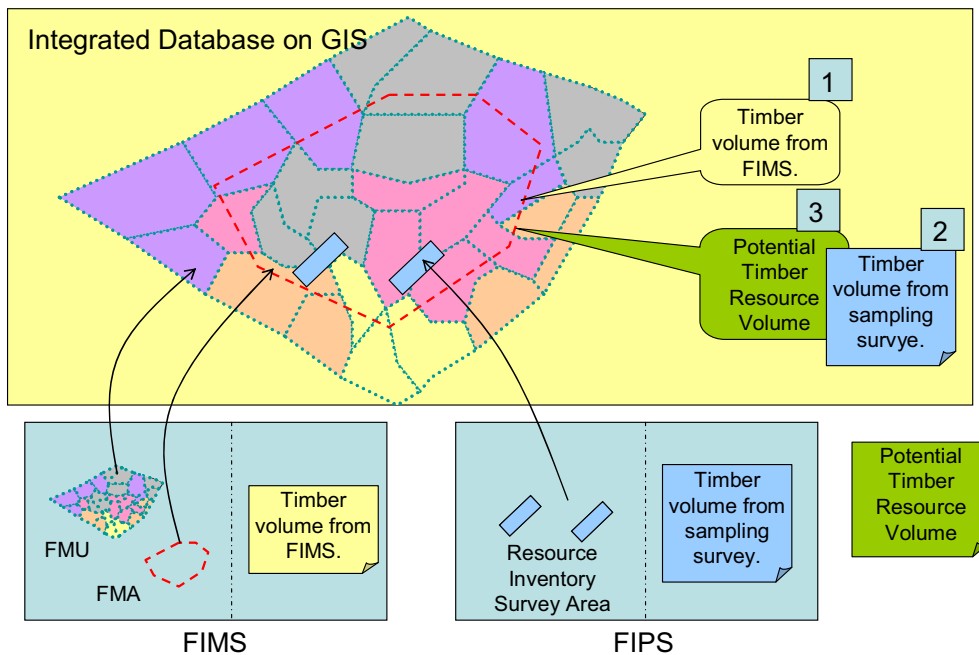 Integrated Database on GIS
1
Timber
volume from
FIMS.
3
Potential
Timber
Resource
Volume
2
Timber
volume from
sampling
survye.
FMU
FMA
Timber
volume from
FIMS.
FIMS
Resource
Inventory
Survey Area
Timber
volume from
sampling
survey.
FIPS
Potential
Timber
Resource
Volume